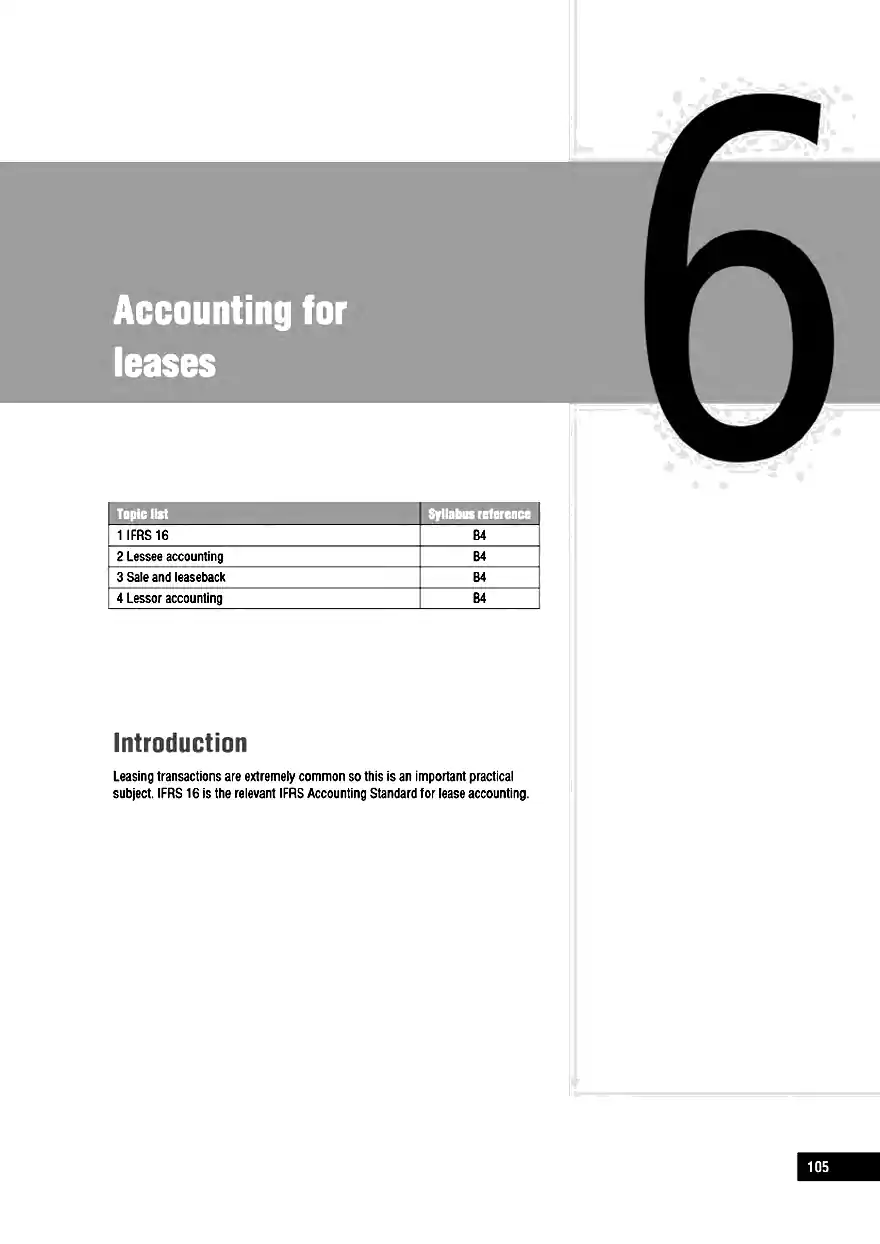 6
Accounting for
leases
Topic list Syllabus reference
1 IFRS 16 B4
2 Lessee accounting B4
3 Sale and leaseback B4
4 Lessor accounting B4
Introduction
Leasing transactions are extremely common so this is an important practical
subject. IFRS 16 is the relevant IFRS Accounting Standard for lease accounting.
105